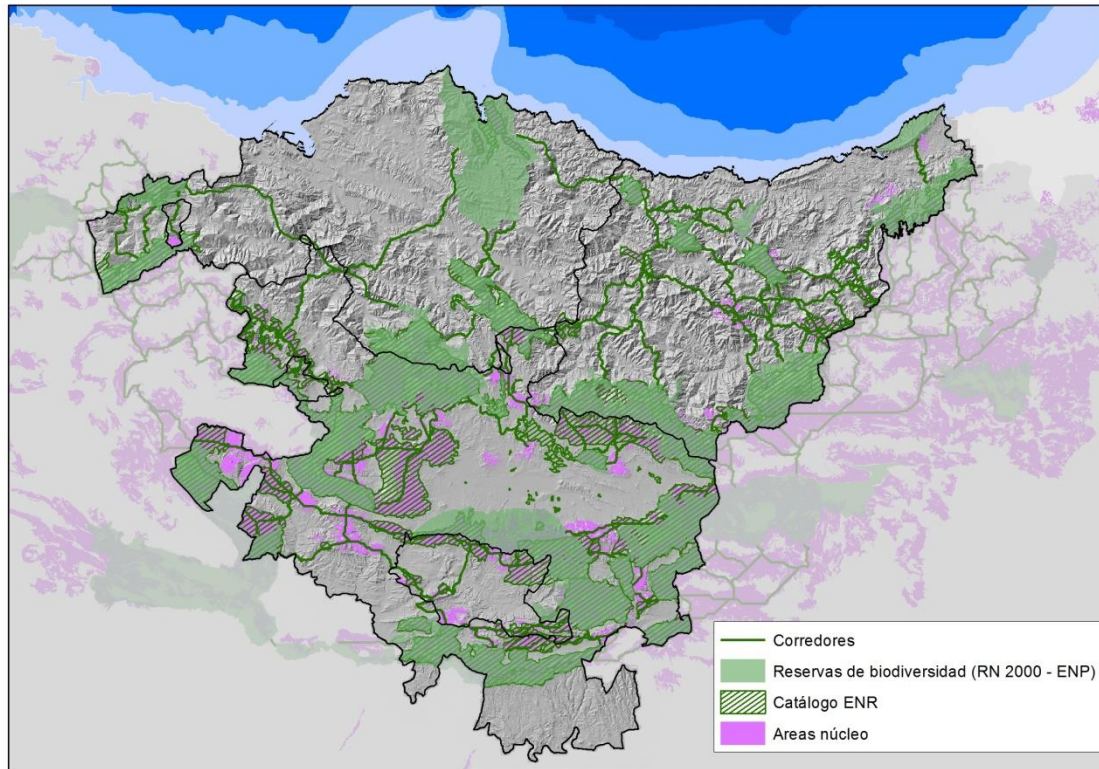 Corredores
Reservas de biodiversidad (RN 2000 - ENP)
Catálogo ENR
Areas núcleo